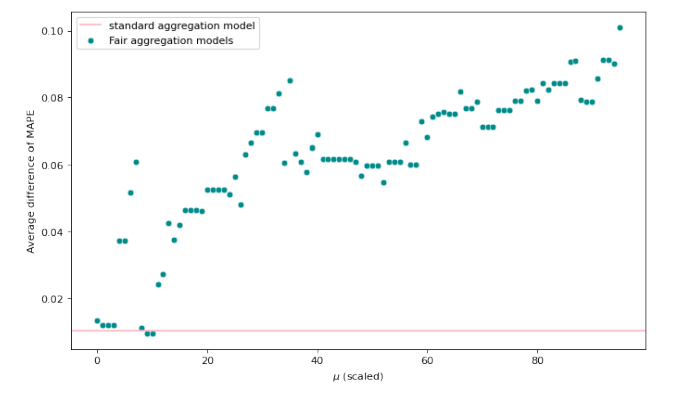 standard aggregation model
Fair aggregation models
0.10
0.08
0.06
0.04
0.02
Average difference of MAPE
0
20
40
60
80
μ (scaled)